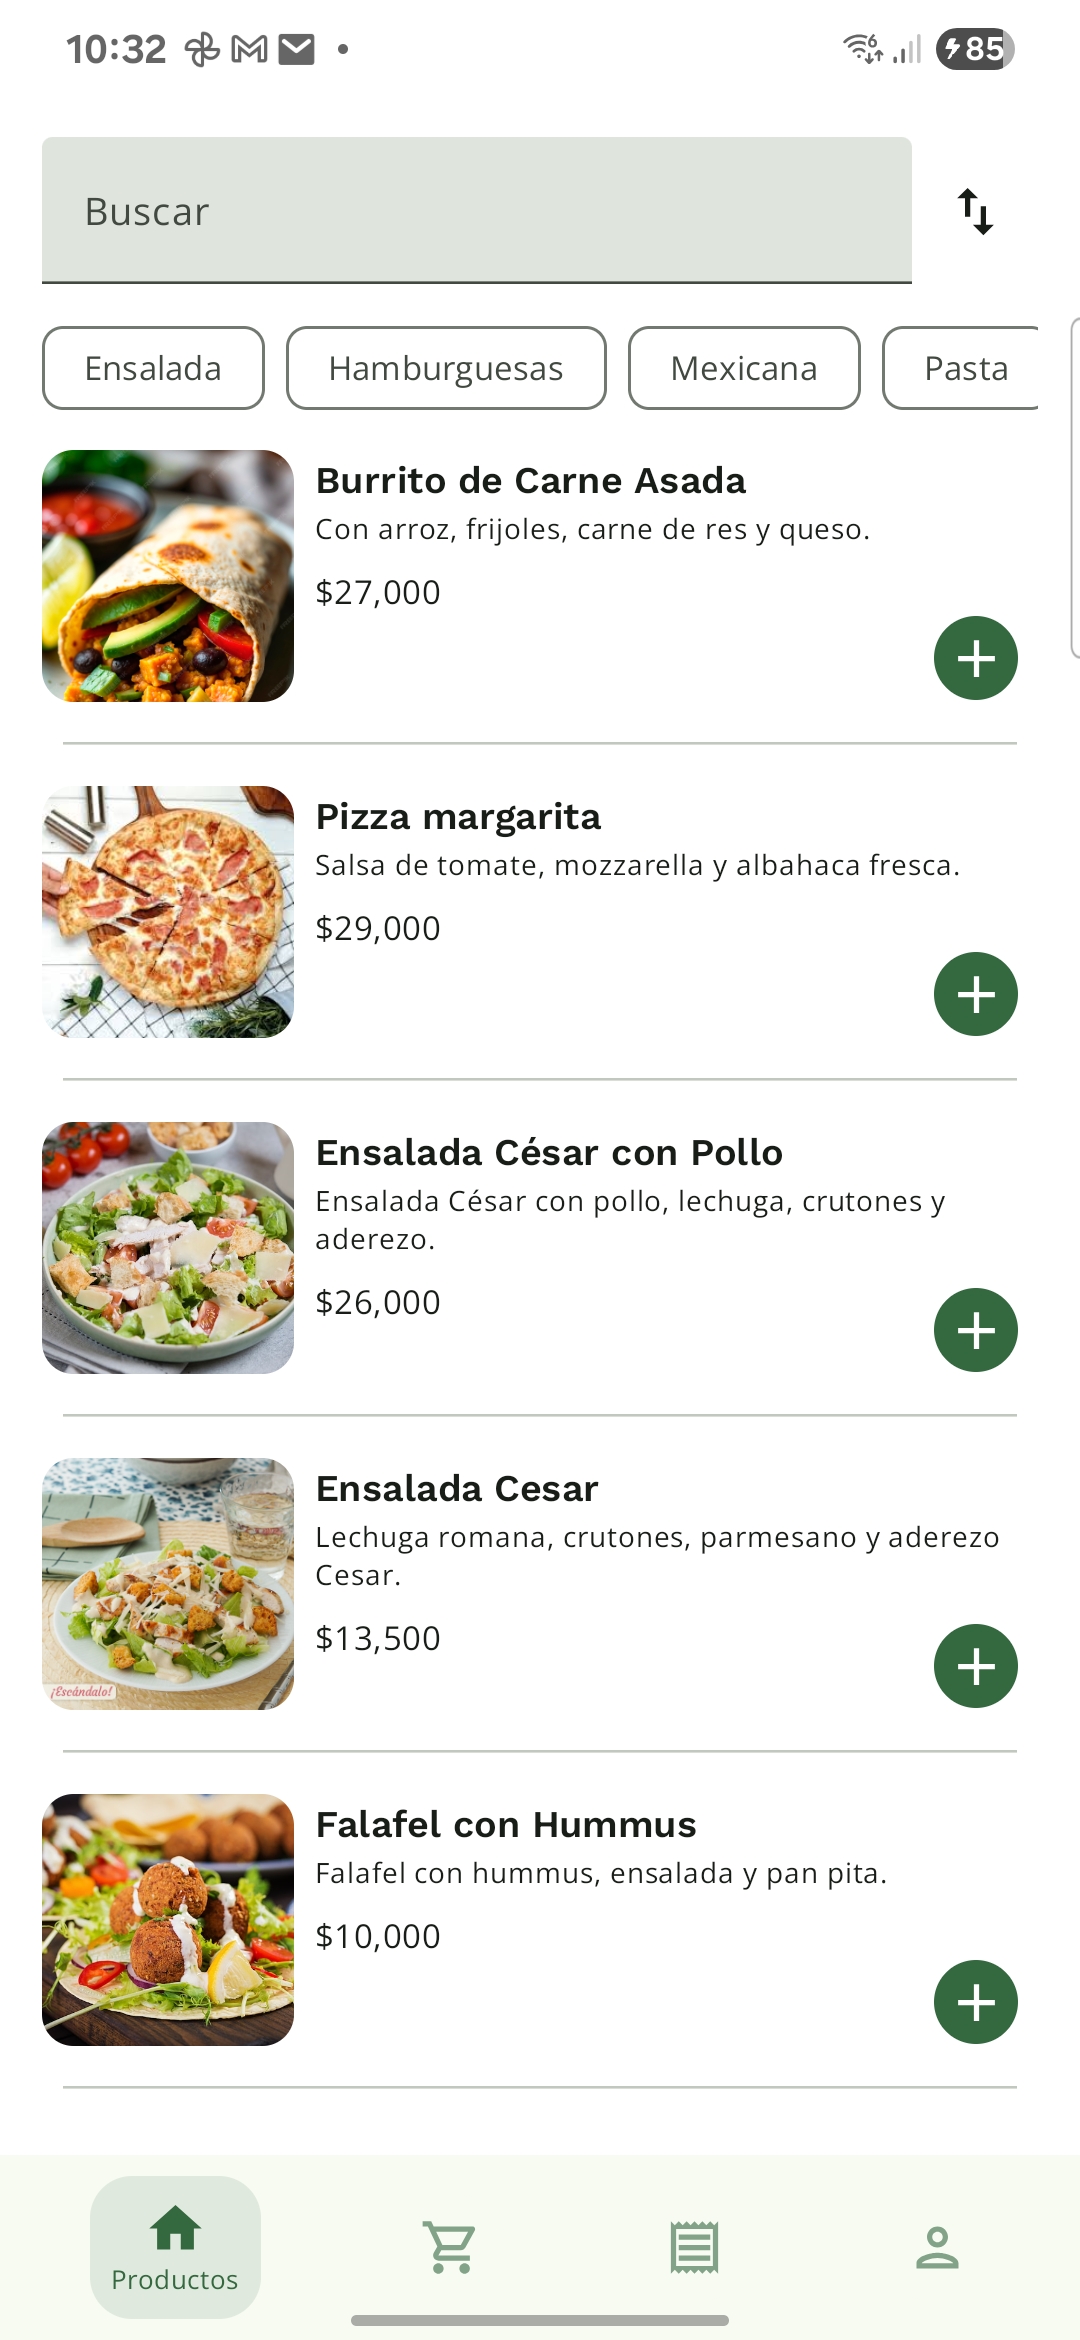 10:32
6
85
Buscar
Ensalada
Hamburguesas
Mexicana
Pasta
Burrito de Carne Asada
Con arroz, frijoles, carne de res y queso.
$27,000
Pizza margarita
Salsa de tomate, mozzarella y albahaca fresca.
$29,000
Ensalada César con Pollo
Ensalada César con pollo, lechuga, crutones y
aderezo.
$26,000
Ensalada Cesar
Lechuga romana, crutones, parmesano y aderezo
Cesar.
$13,500
¡Escándalo!
Falafel con Hummus
Falafel con hummus, ensalada y pan pita.
$10,000
Productos